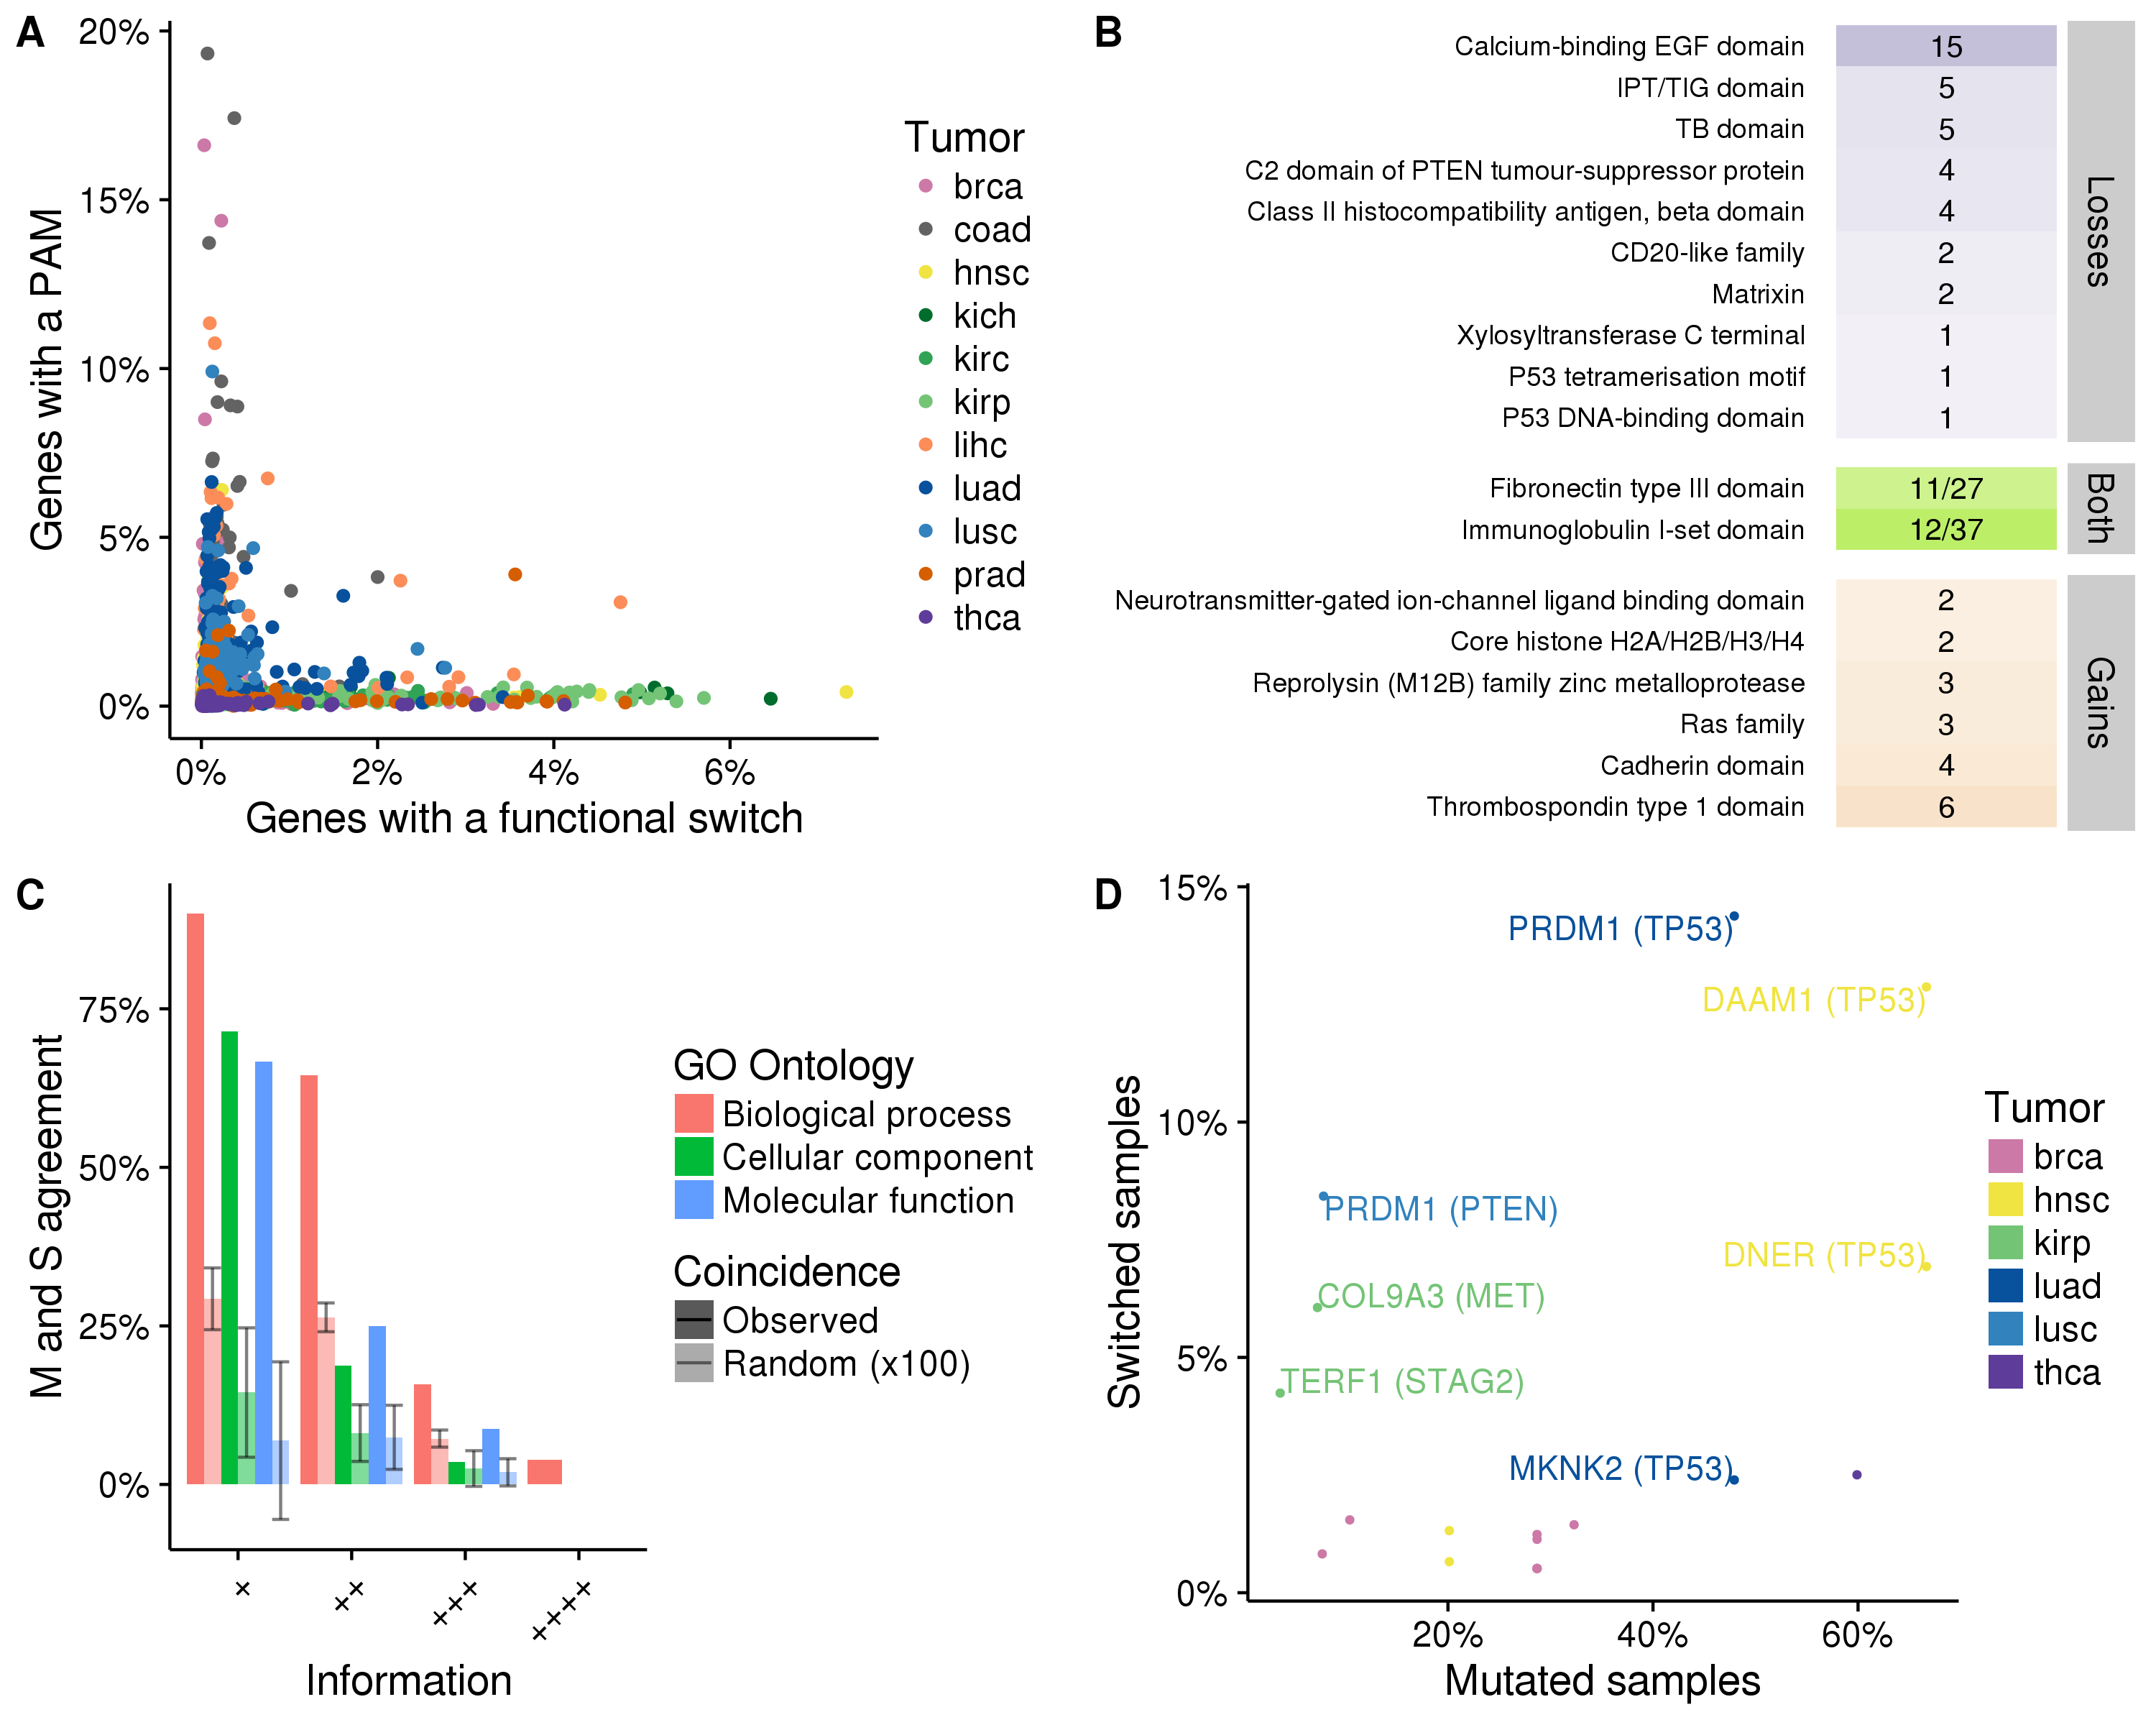 A
20%
15%
10%
5%
0%
Genes with a PAM
0%
2%
4%
6%
Genes with a functional switch
Tumor
brca
coad
hnsc
kich
kirc
kirp
lihc
luad
lusc
prad
thca
B
Calcium-binding EGF domain 15
IPT/TIG domain 5
TB domain 5
C2 domain of PTEN tumour-suppressor protein 4
Class II histocompatibility antigen, beta domain 4
CD20-like family 2
Matrixin 2
Xylosyltransferase C terminal 1
P53 tetramerisation motif 1
P53 DNA-binding domain 1
Losses
Fibronectin type III domain 11/27
Immunoglobulin I-set domain 12/37
Both
Neurotransmitter-gated ion-channel ligand binding domain 2
Core histone H2A/H2B/H3/H4 2
Reprolysin (M12B) family zinc metalloprotease 3
Ras family 3
Cadherin domain 4
Thrombospondin type 1 domain 6
Gains
C
75%
50%
25%
0%
M and S agreement
+
++
+++
++++
Information
GO Ontology
Biological process
Cellular component
Molecular function
Coincidence
Observed
Random (x100)
D
15%
10%
5%
0%
Switched samples
PRDM1 (TP53)
DAAM1 (TP53)
PRDM1 (PTEN)
DNER (TP53)
COL9A3 (MET)
TERF1 (STAG2)
MKNK2 (TP53)
20%
40%
60%
Mutated samples
Tumor
brca
hnsc
kirp
luad
lusc
thca